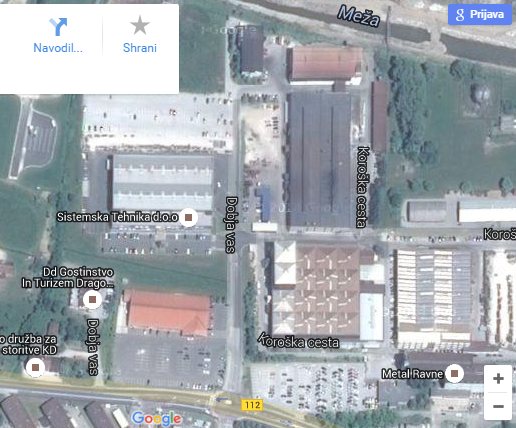 Meža
g Prijava
Navodil...
Shrani
Koroška cesta
Sistemska Tehnika d.o.o
Dobja vas
Koroš
Dd Gostinstvo
In Turizem Drago...
Dobja vas
o družba za
storitve KD
Koroška cesta
Metal Ravne
+
−
112
Google